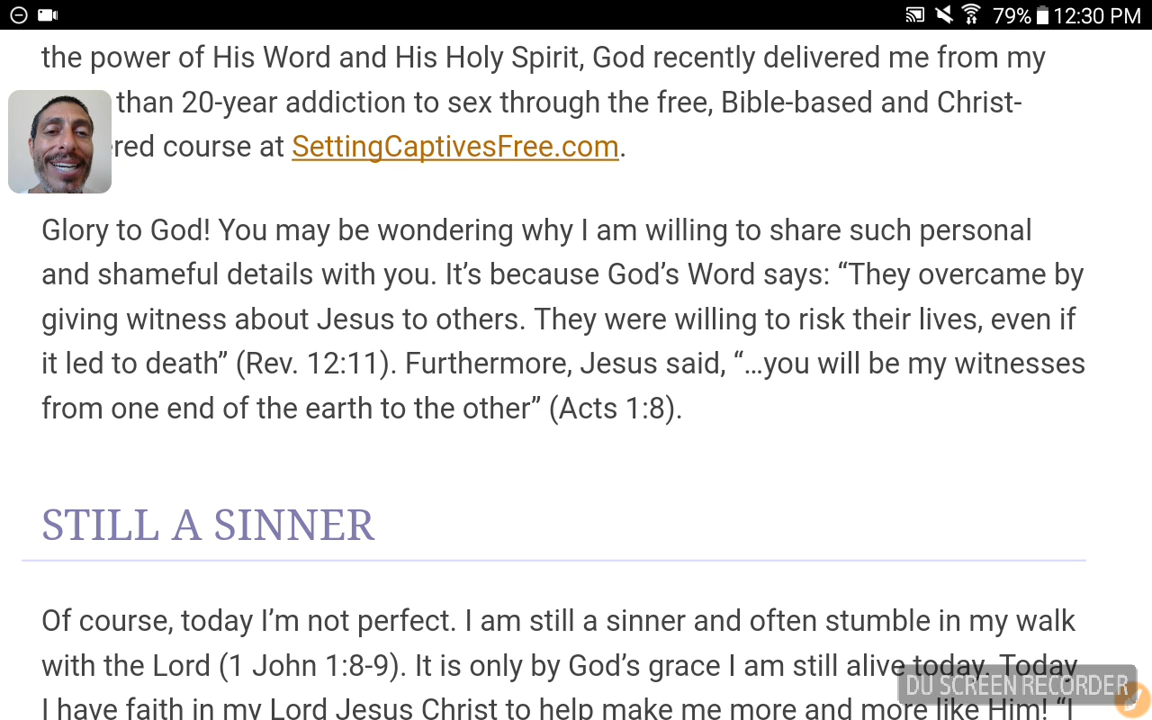 79% 12:30 PM
the power of His Word and His Holy Spirit, God recently delivered me from my
than 20-year addiction to sex through the free, Bible-based and Christ-
red course at SettingCaptivesFree.com.
Glory to God! You may be wondering why I am willing to share such personal
and shameful details with you. It’s because God’s Word says: “They overcame by
giving witness about Jesus to others. They were willing to risk their lives, even if
it led to death” (Rev. 12:11). Furthermore, Jesus said, “…you will be my witnesses
from one end of the earth to the other” (Acts 1:8).
STILL A SINNER
Of course, today I’m not perfect. I am still a sinner and often stumble in my walk
with the Lord (1 John 1:8-9). It is only by God’s grace I am still alive today. Today
DU SCREEN RECORDER
I have faith in my Lord Jesus Christ to help make me more and more like Him! “I